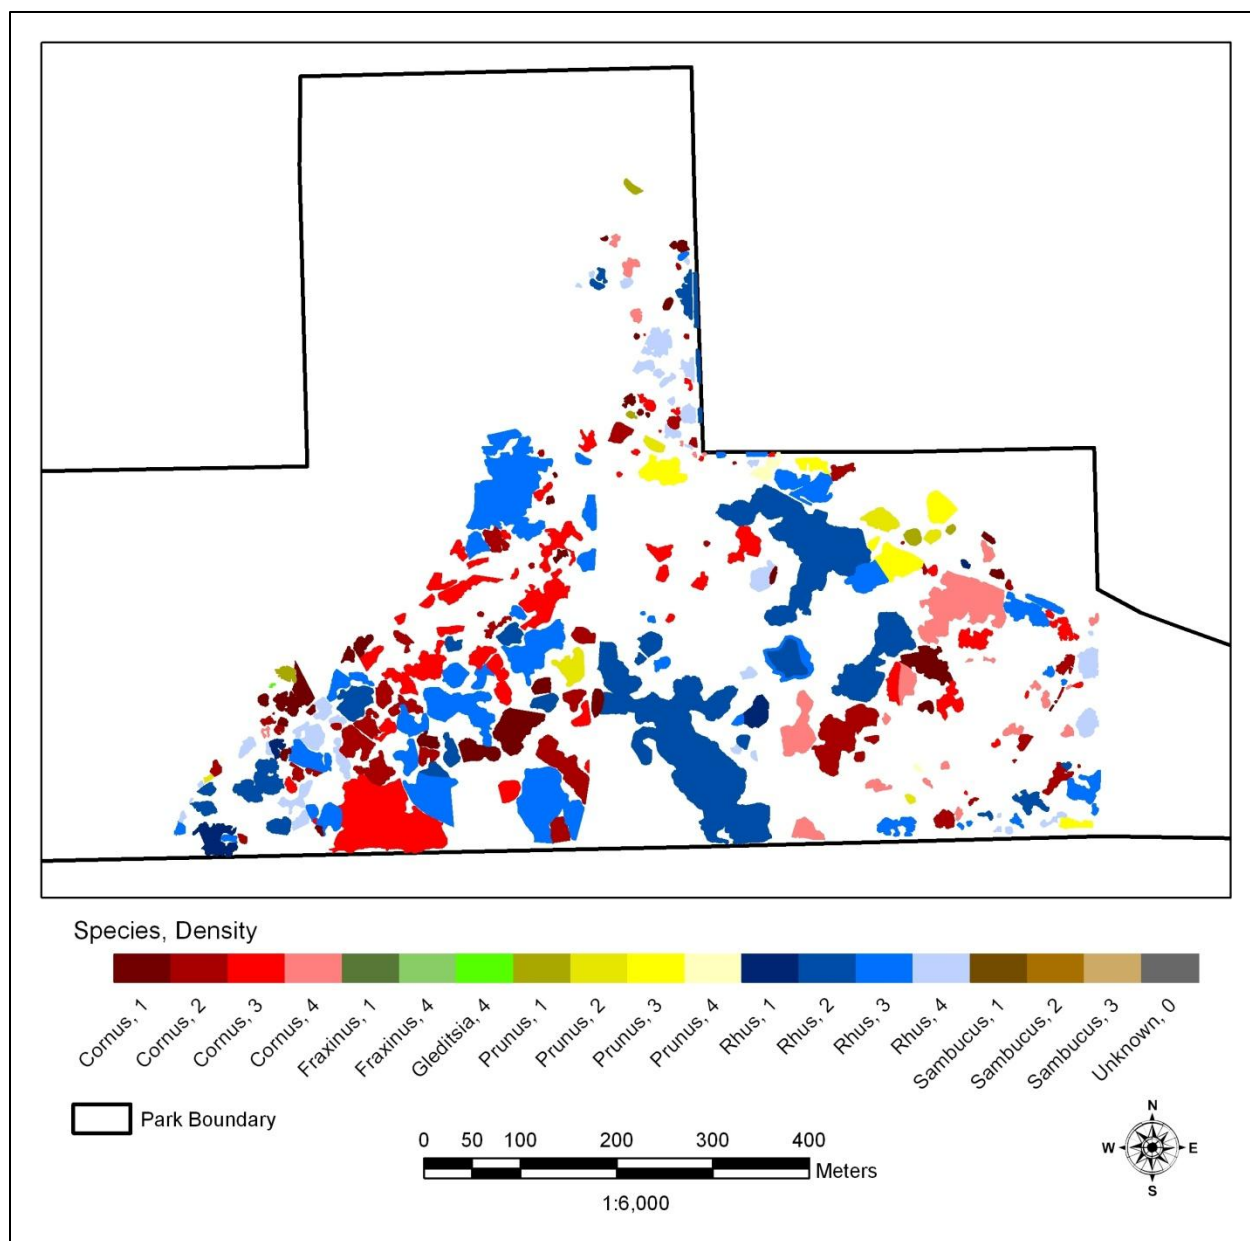 Species, Density
Cornus, 1
Cornus, 2
Cornus, 3
Cornus, 4
Fraxinus, 1
Fraxinus, 4
Gleditsia, 4
Prunus, 1
Prunus, 2
Prunus, 3
Prunus, 4
Rhus, 1
Rhus, 2
Rhus, 3
Rhus, 4
Sambucus, 1
Sambucus, 2
Sambucus, 3
Unknown, 0
Park Boundary
0 50 100 200 300 400
Meters
1:6,000
N
W E
S